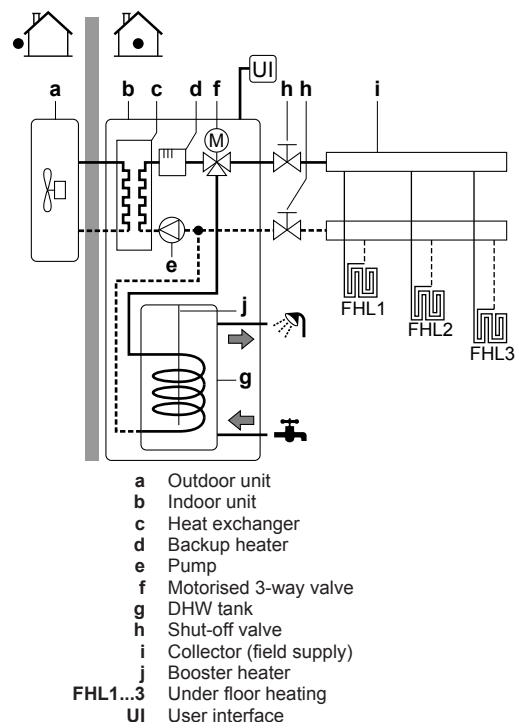 UI
a b c d f h h i
M
e
FHL1
FHL2
FHL3
j
g
a Outdoor unit
b Indoor unit
c Heat exchanger
d Backup heater
e Pump
f Motorised 3-way valve
g DHW tank
h Shut-off valve
i Collector (field supply)
j Booster heater
FHL1...3 Under floor heating
UI User interface